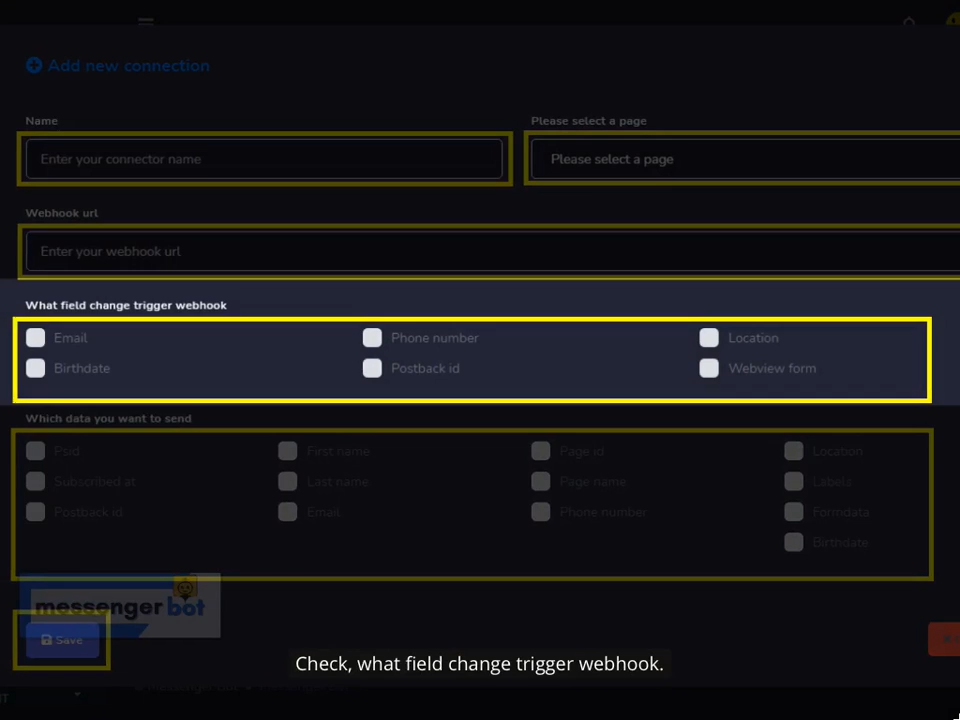 Add new connection
Name
Please select a page
Enter your connector name
Please select a page
Webhook url
Enter your webhook url
What field change trigger webhook
Email
Phone number
Location
Birthdate
Postback id
Webview form
Which data you want to send
Psid
First name
Page id
Location
Subscribed at
Last name
Page name
Labels
Postback id
Email
Phone number
Formdata
Birthdate
messenger bot
Save
Check, what field change trigger webhook.